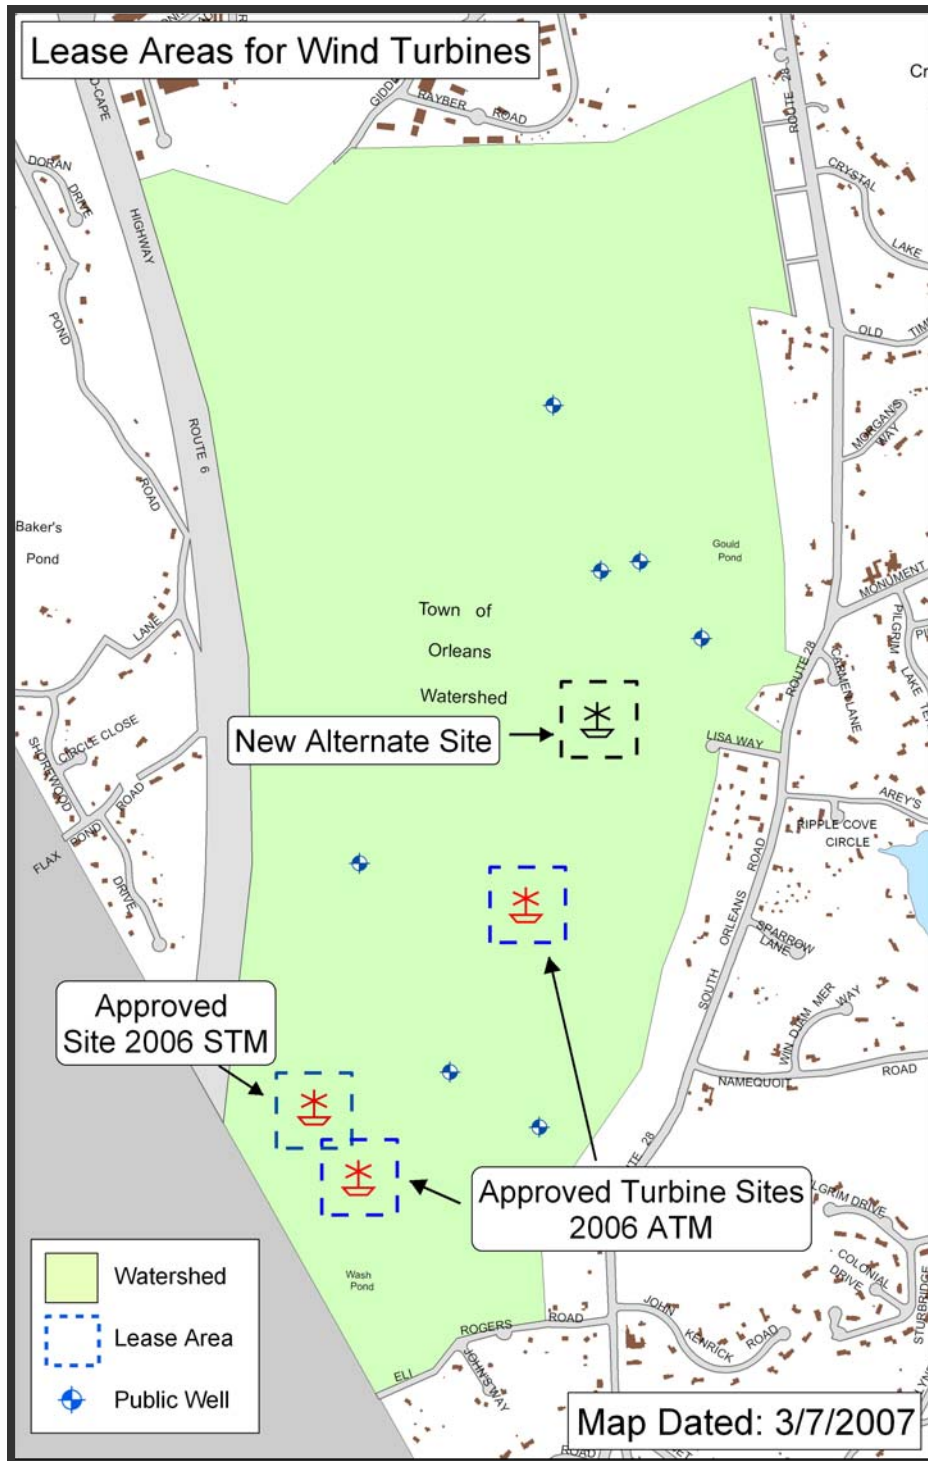 Lease Areas for Wind Turbines
RAYBER
ROAD
ROUTE 28
DORAN
DRIVE
HIGHWAY
CRYSTAL
LAKE
POND
ROAD
OLD
ROUTE 6
MORGAN'S
WAY
Baker's
Pond
Gould
Pond
MONUMENT
Town of
Orleans
Watershed
LANE
PILGRIM
LAKE
ROUTE 28
CARMEN LANE
New Alternate Site
LISA WAY
CIRCLE CLOSE
SHOREWOOD
DRIVE
FLAX
POND
ROAD
AREY'S
RIPPLE COVE
CIRCLE
SOUTH
ORLEANS
ROAD
SPARROW
LANE
WIN DJAM MER
WAY
NAMEQUOIT
ROAD
Approved
Site 2006 STM
Approved Turbine Sites
2006 ATM
COLONIAL
DRIVE
STURBRIDGE
Wash
Pond
ELI
ROGERS
ROAD
JOHN'S WAY
JOHN
KENRICK
ROAD
Watershed
Lease Area
Public Well
Map Dated: 3/7/2007